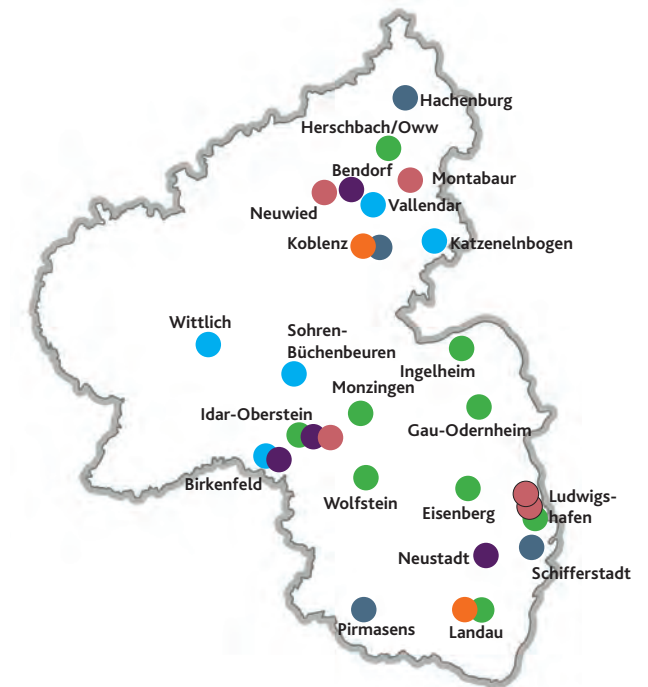 Hachenburg
Herschbach/Oww
Bendorf
Montabaur
Neuwied
Vallendar
Koblenz
Katzenelnbogen
Wittlich
Sohren-
Büchenbeuren
Ingelheim
Monzingen
Idar-Oberstein
Gau-Odernheim
Birkenfeld
Wolfstein
Eisenberg
Ludwigs-
hafen
Neustadt
Schifferstadt
Pirmasens
Landau